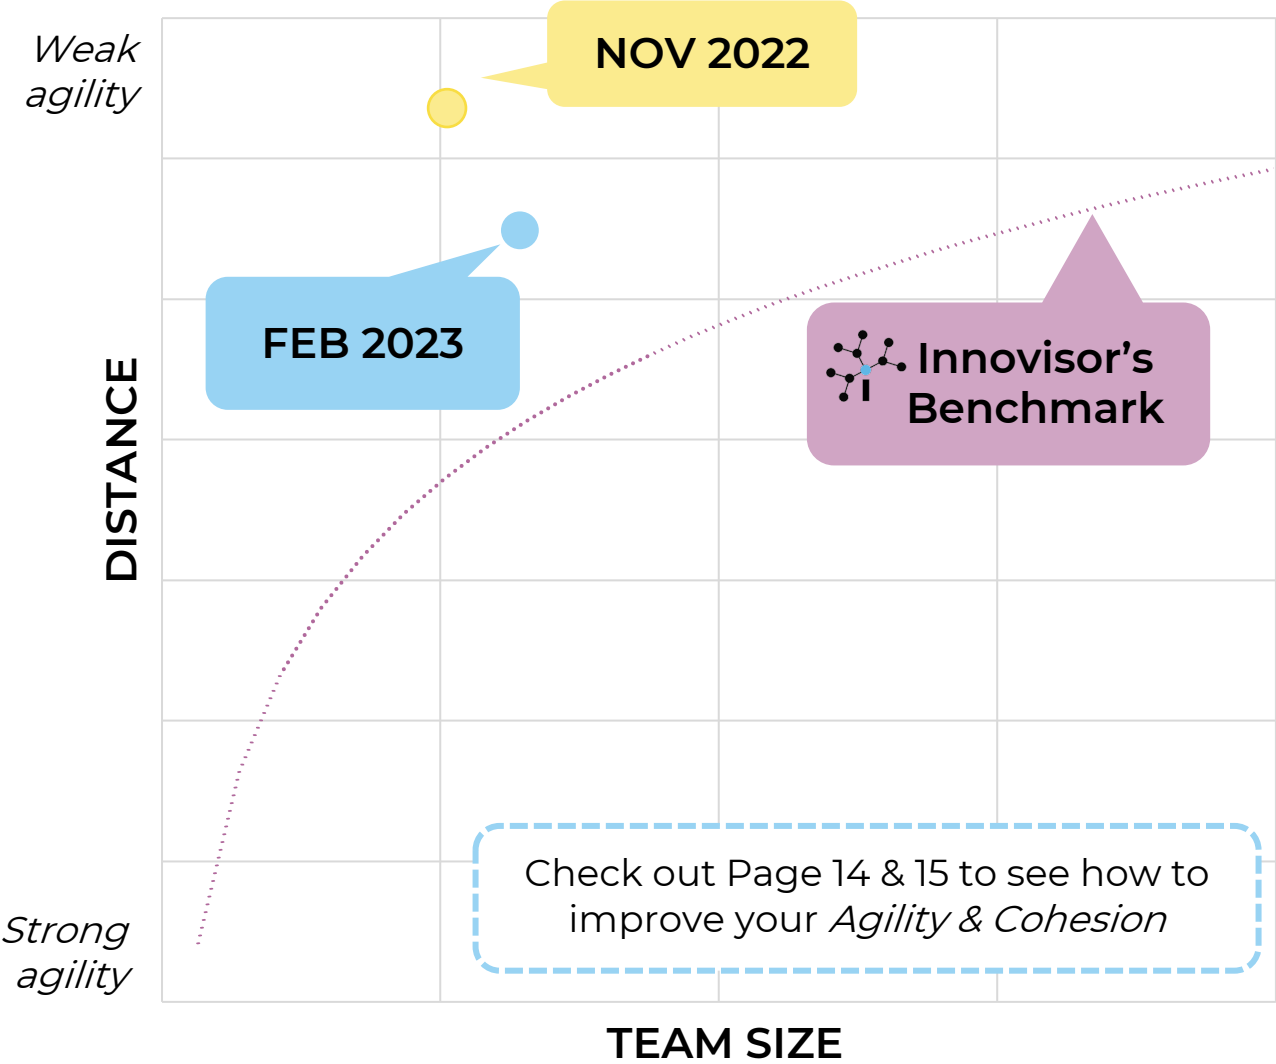 Weak
agility
NOV 2022
FEB 2023
Innovisor’s
Benchmark
DISTANCE
Check out Page 14 & 15 to see how to
improve your Agility & Cohesion
Strong
agility
TEAM SIZE